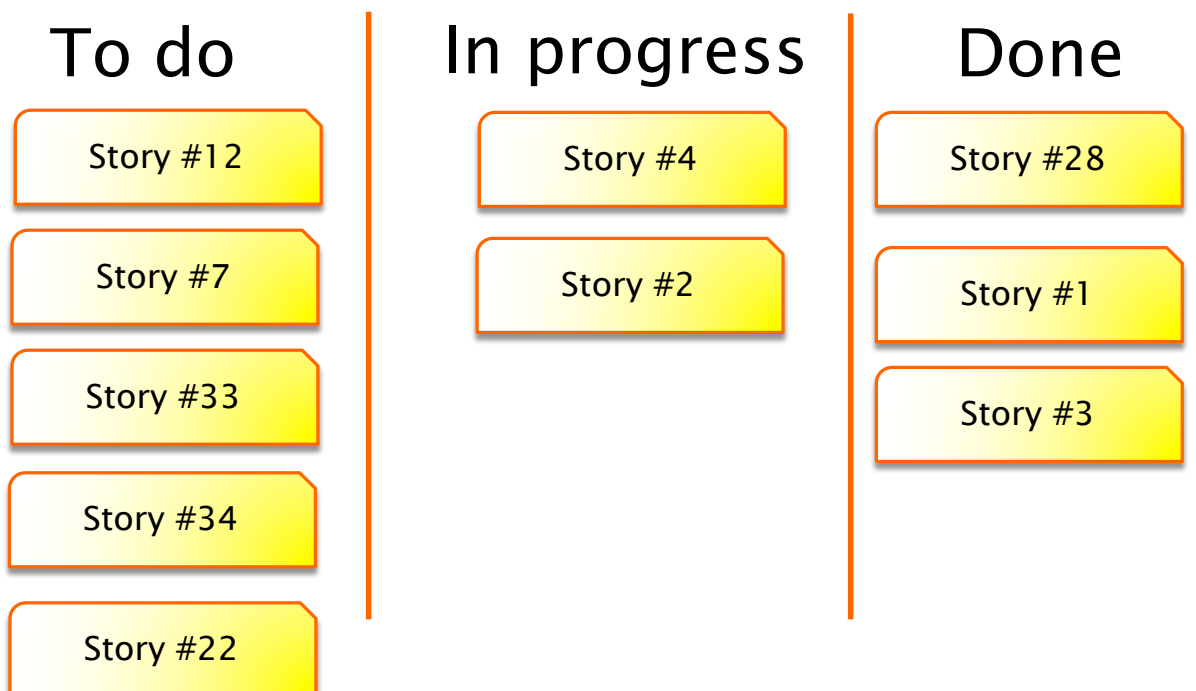 To do
Story #12
Story #7
Story #33
Story #34
Story #22
In progress
Story #4
Story #2
Done
Story #28
Story #1
Story #3